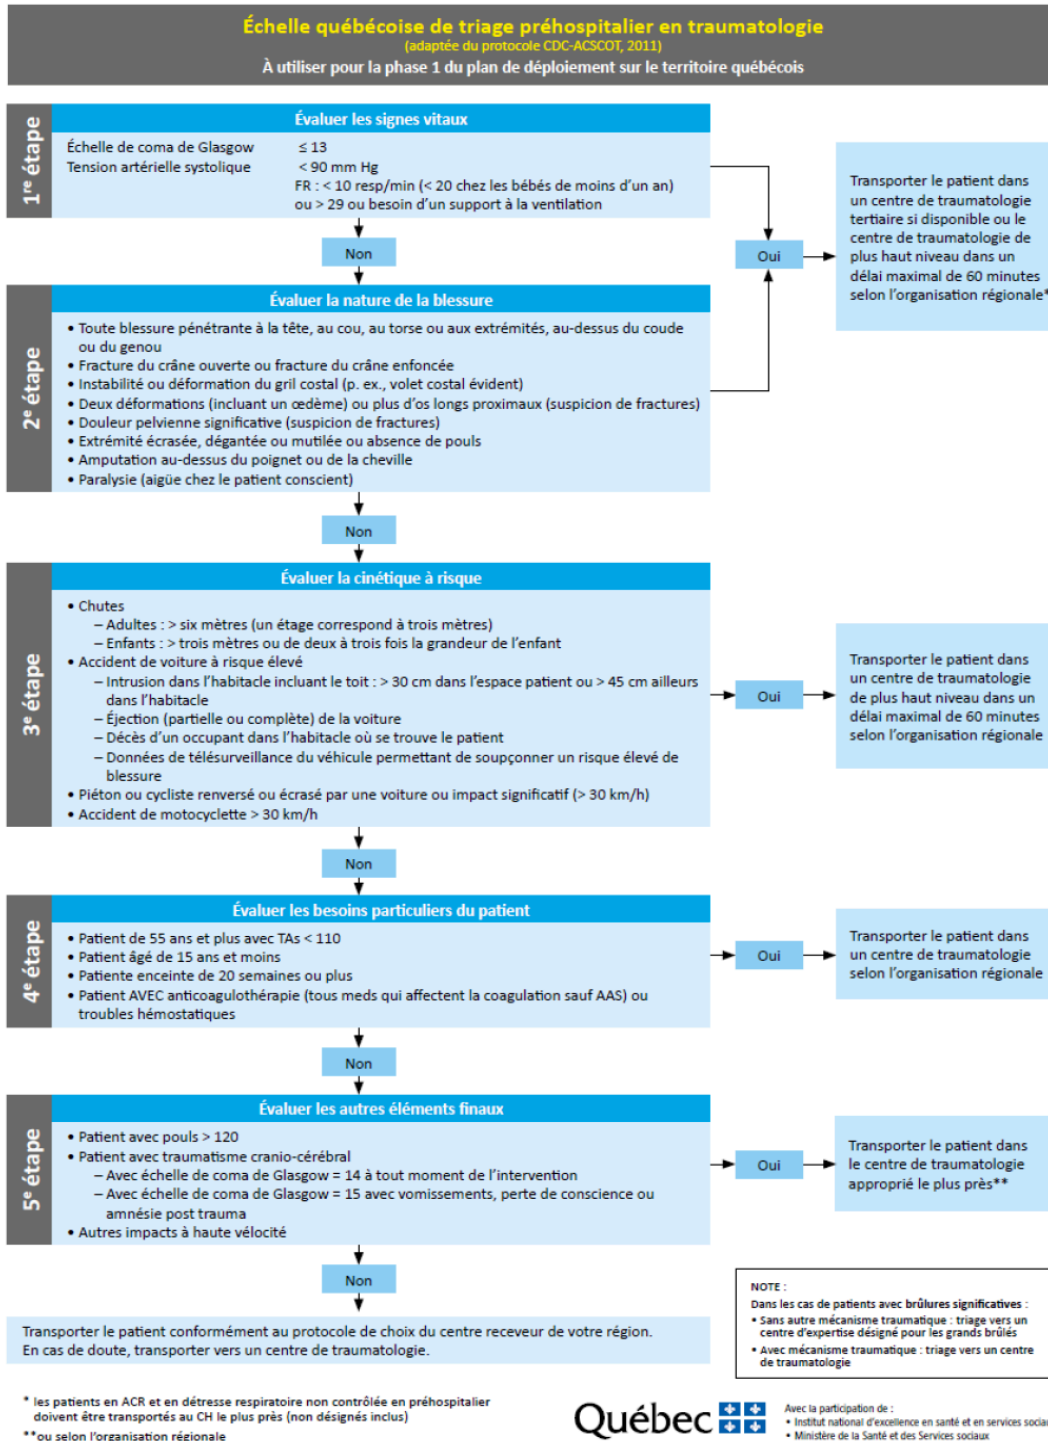 Échelle québécoise de triage préhospitalier en traumatologie
(adaptée du protocole CDC-ACSCOT, 2011)
À utiliser pour la phase 1 du plan de déploiement sur le territoire québécois
1re étape
Évaluer les signes vitaux
Échelle de coma de Glasgow ≤ 13
Tension artérielle systolique < 90 mm Hg
FR : < 10 resp/min (< 20 chez les bébés de moins d'un an)
ou > 29 ou besoin d'un support à la ventilation
Non
Oui
Transporter le patient dans
un centre de traumatologie
tertiaire si disponible ou le
centre de traumatologie de
plus haut niveau dans un
délai maximal de 60 minutes
selon l'organisation régionale*
2e étape
Évaluer la nature de la blessure
• Toute blessure pénétrante à la tête, au cou, au torse ou aux extrémités, au-dessus du coude
ou du genou
• Fracture du crâne ouverte ou fracture du crâne enfoncée
• Instabilité ou déformation du gril costal (p. ex., volet costal évident)
• Deux déformations (incluant un œdème) ou plus d'os longs proximaux (suspicion de fractures)
• Douleur pelvienne significative (suspicion de fractures)
• Extrémité écrasée, dégantée ou mutilée ou absence de pouls
• Amputation au-dessus du poignet ou de la cheville
• Paralysie (aigüe chez le patient conscient)
Non
3e étape
Évaluer la cinétique à risque
• Chutes
– Adultes : > six mètres (un étage correspond à trois mètres)
– Enfants : > trois mètres ou de deux à trois fois la grandeur de l'enfant
• Accident de voiture à risque élevé
– Intrusion dans l'habitacle incluant le toit : > 30 cm dans l'espace patient ou > 45 cm ailleurs
dans l'habitacle
– Éjection (partielle ou complète) de la voiture
– Décès d'un occupant dans l'habitacle où se trouve le patient
– Données de télésurveillance du véhicule permettant de soupçonner un risque élevé de
blessure
• Piéton ou cycliste renversé ou écrasé par une voiture ou impact significatif (> 30 km/h)
• Accident de motocyclette > 30 km/h
Oui
Transporter le patient dans
un centre de traumatologie
de plus haut niveau dans un
délai maximal de 60 minutes
selon l'organisation régionale
Non
4e étape
Évaluer les besoins particuliers du patient
• Patient de 55 ans et plus avec TAs < 110
• Patient âgé de 15 ans et moins
• Patiente enceinte de 20 semaines ou plus
• Patient AVEC anticoagulothérapie (tous meds qui affectent la coagulation sauf AAS) ou
troubles hémostatiques
Oui
Transporter le patient dans
un centre de traumatologie
selon l'organisation régionale
Non
5e étape
Évaluer les autres éléments finaux
• Patient avec pouls > 120
• Patient avec traumatisme cranio-cérébral
– Avec échelle de coma de Glasgow = 14 à tout moment de l'intervention
– Avec échelle de coma de Glasgow = 15 avec vomissements, perte de conscience ou
amnésie post trauma
• Autres impacts à haute vélocité
Oui
Transporter le patient dans
le centre de traumatologie
approprié le plus près**
Non
Transporter le patient conformément au protocole de choix du centre receveur de votre région.
En cas de doute, transporter vers un centre de traumatologie.
NOTE :
Dans les cas de patients avec brûlures significatives :
• Sans autre mécanisme traumatique : triage vers un
centre d'expertise désigné pour les grands brûlés
• Avec mécanisme traumatique : triage vers un centre
de traumatologie
* les patients en ACR et en détresse respiratoire non contrôlée en préhospitalier
doivent être transportés au CH le plus près (non désignés inclus)
**ou selon l'organisation régionale
Québec
Avec la participation de :
• Institut national d'excellence en santé et en services sociau
• Ministère de la Santé et des Services sociaux